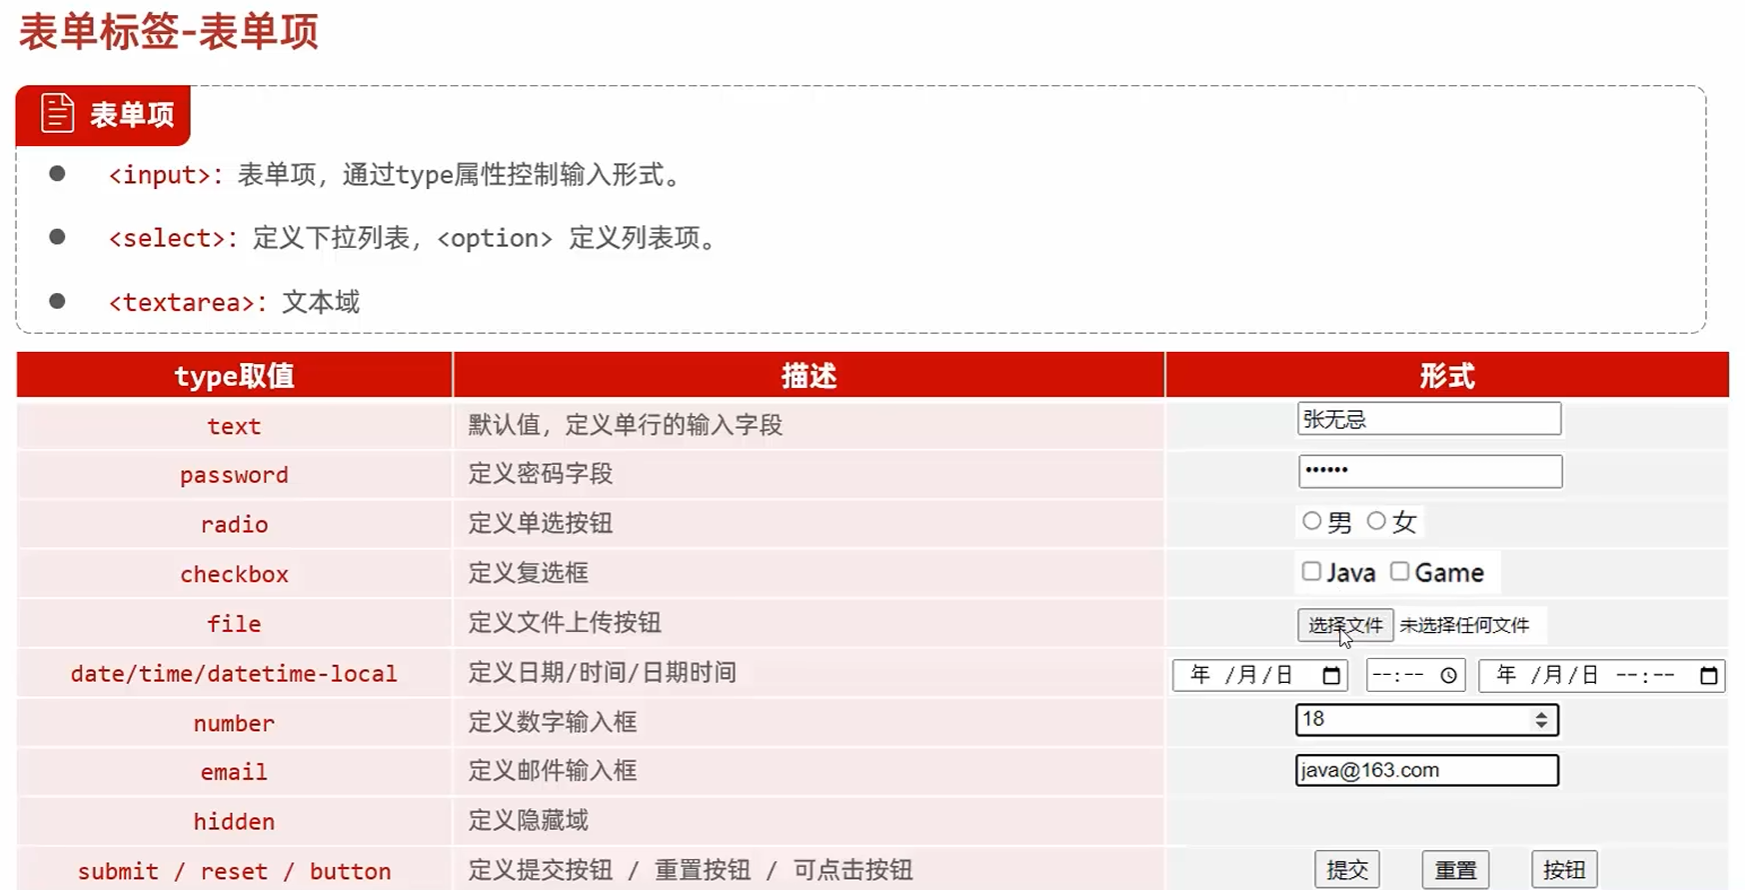 表单标签-表单项
表单项
<input>：表单项，通过type属性控制输入形式。
<select>：定义下拉列表，<option> 定义列表项。
<textarea>：文本域
type取值 描述 形式
text 默认值，定义单行的输入字段 张无忌
password 定义密码字段 ••••••
radio 定义单选按钮 男 女
checkbox 定义复选框 Java Game
file 定义文件上传按钮 选择文件 未选择任何文件
date/time/datetime-local 定义日期/时间/日期时间 年 /月/日 --:-- 年 /月/日 --:--
number 定义数字输入框 18
email 定义邮件输入框 java@163.com
hidden 定义隐藏域
submit / reset / button 定义提交按钮 / 重置按钮 / 可点击按钮 提交 重置 按钮